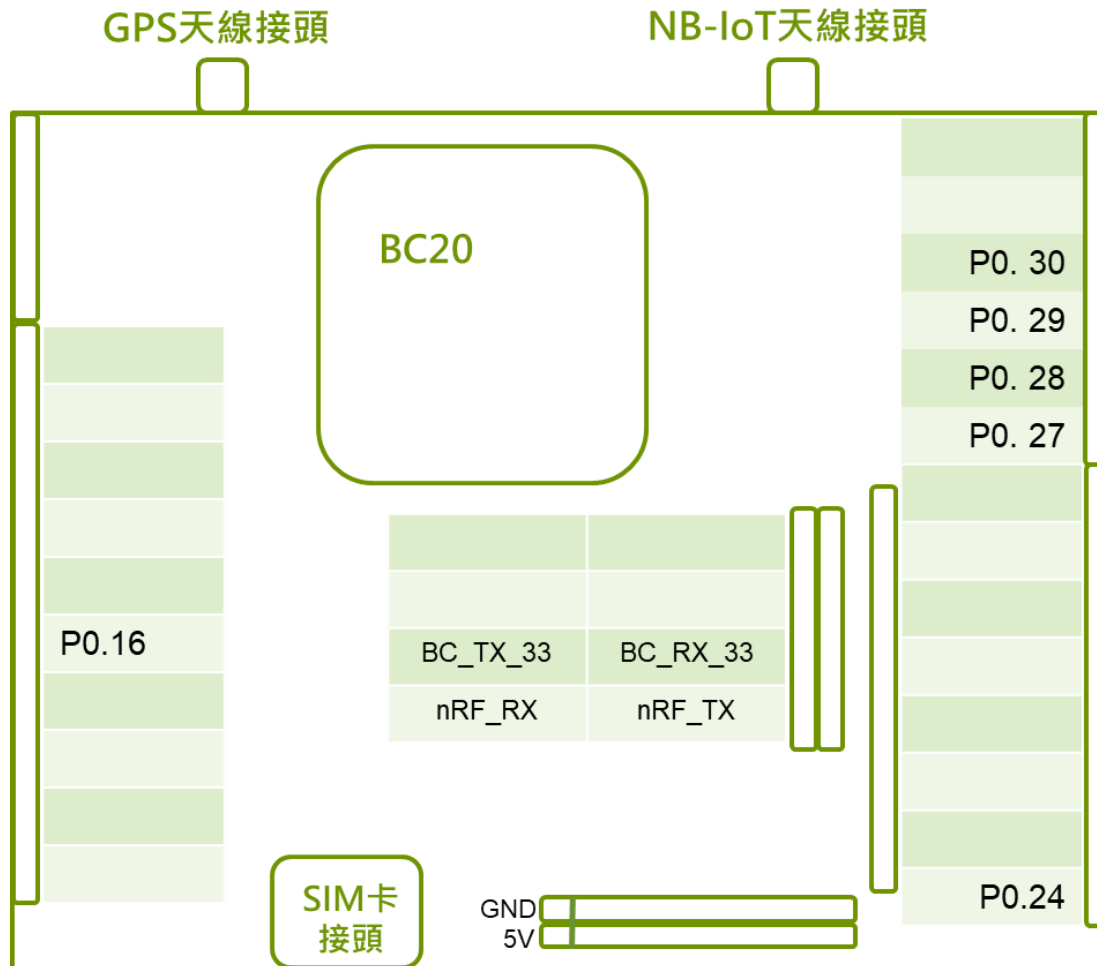 GPS天線接頭
NB-IoT天線接頭
BC20
P0. 30
P0. 29
P0. 28
P0. 27
P0.16
BC_TX_33 BC_RX_33
nRF_RX nRF_TX
P0.24
SIM卡
接頭
GND
5V